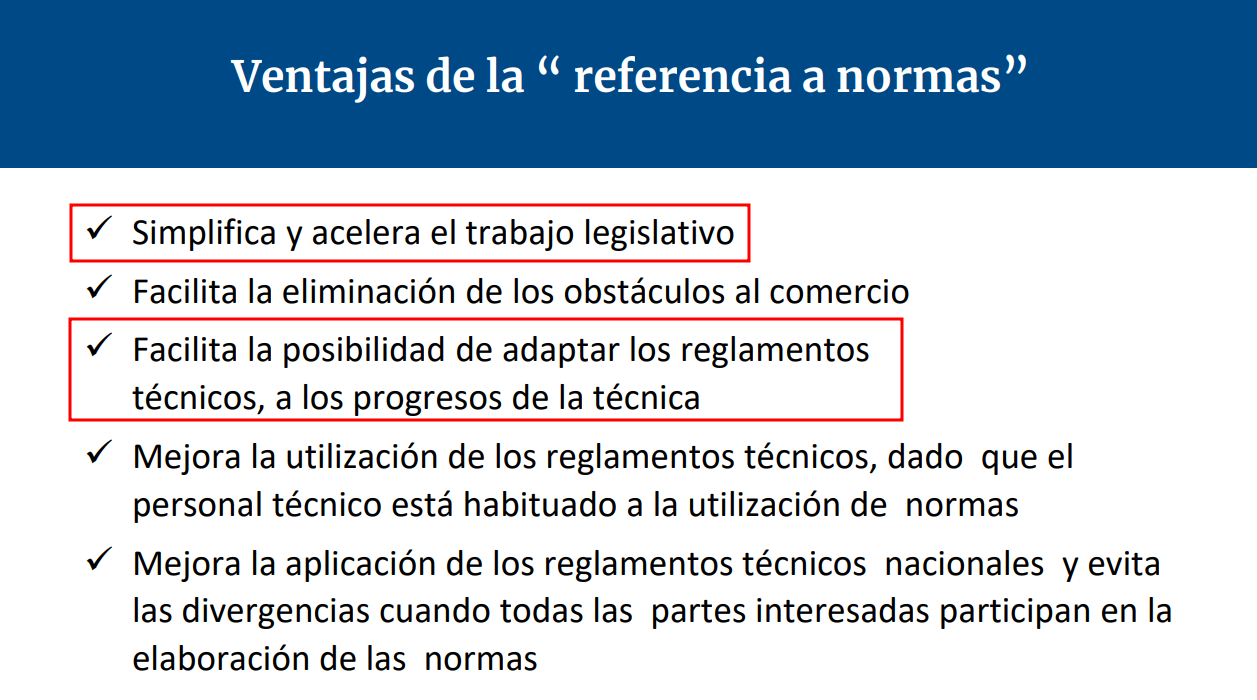 Ventajas de la “ referencia a normas”
✓ Simplifica y acelera el trabajo legislativo
✓ Facilita la eliminación de los obstáculos al comercio
✓ Facilita la posibilidad de adaptar los reglamentos
técnicos, a los progresos de la técnica
✓ Mejora la utilización de los reglamentos técnicos, dado  que el
personal técnico está habituado a la utilización de  normas
✓ Mejora la aplicación de los reglamentos técnicos  nacionales  y evita
las divergencias cuando todas las  partes interesadas participan en la
elaboración de las  normas